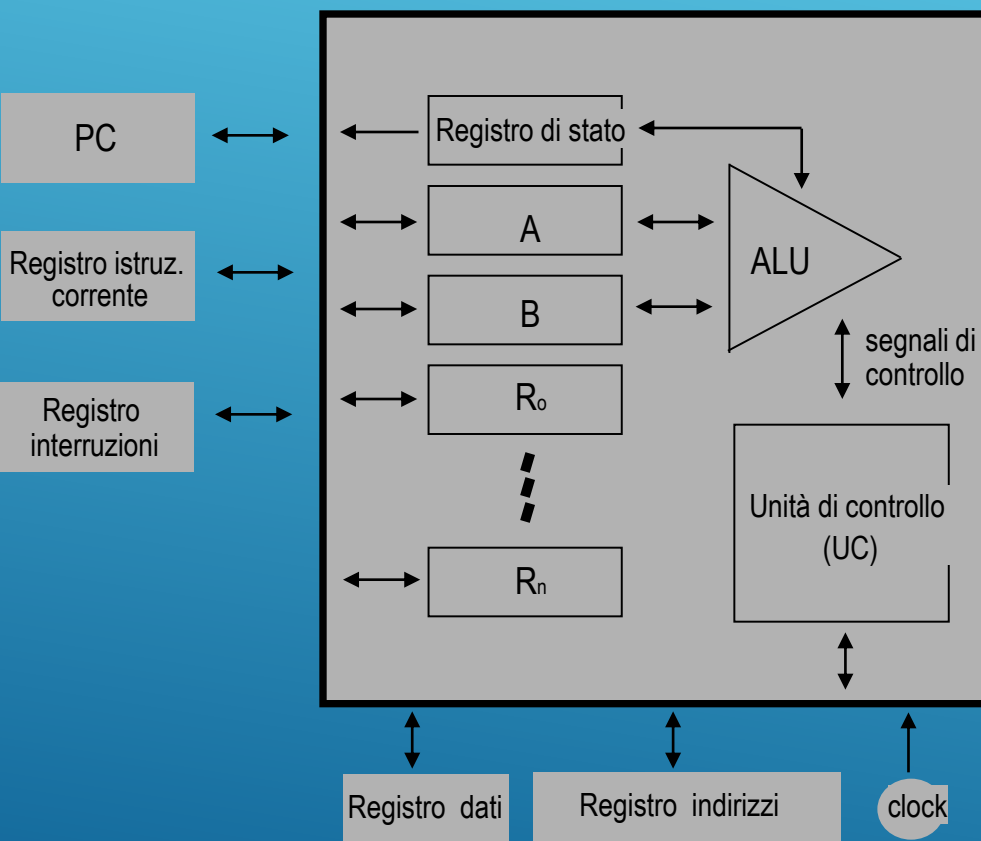 PC
Registro di stato
A
Registro istruz.
corrente
ALU
B
segnali di
controllo
Registro
interruzioni
Ro
Unità di controllo
(UC)
Rn
Registro dati
Registro indirizzi
clock